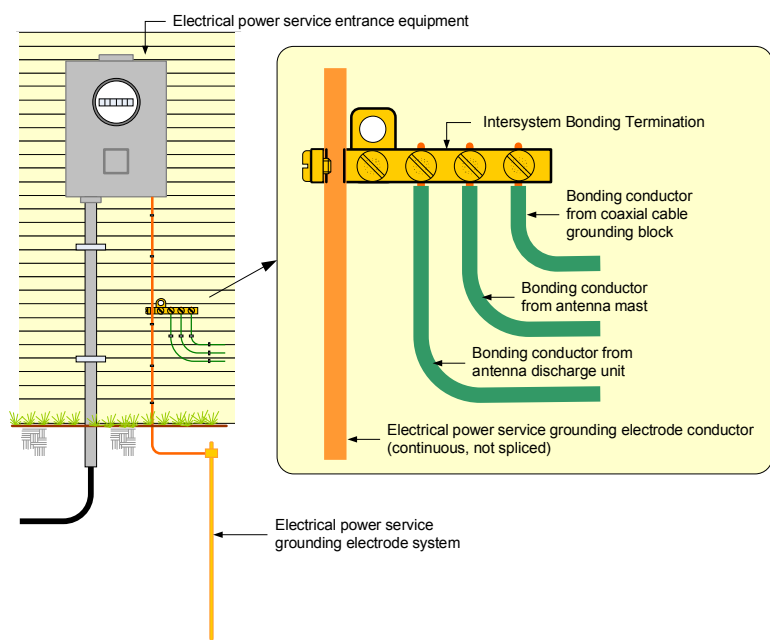 Electrical power service entrance equipment
Intersystem Bonding Termination
Bonding conductor
from coaxial cable
grounding block
Bonding conductor
from antenna mast
Bonding conductor from
antenna discharge unit
Electrical power service grounding electrode conductor
(continuous, not spliced)
Electrical power service
grounding electrode system